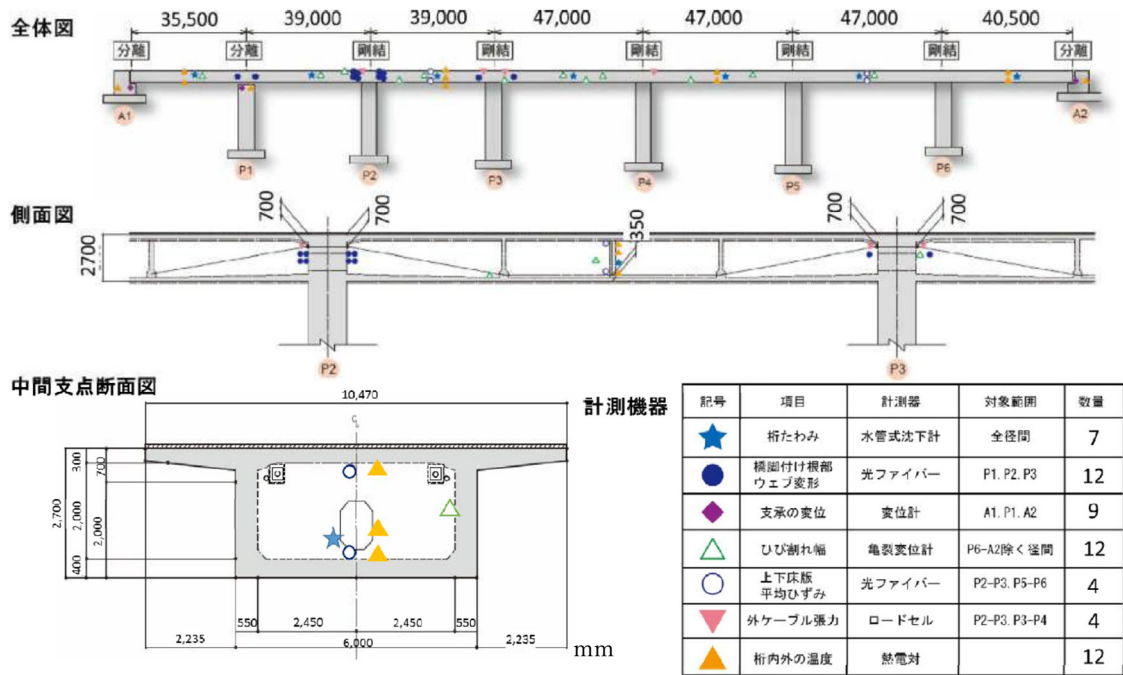 全体図
35,500 39,000 39,000 47,000 47,000 47,000 40,500
分離 分離 剛結 剛結 剛結 剛結 剛結 分離
A1 P1 P2 P3 P4 P5 P6 A2
側面図
700 700 350 700 700
2700
P2 P3
中間支点断面図
10,470
C
300 700
2,700 2,000 2,000
400
550 2,450 2,450 550
2,235 6,000 2,235
mm
計測機器
記号 項目 計測器 対象範囲 数量
桁たわみ 水管式沈下計 全径間 7
橋脚付け根部
ウェブ変形 光ファイバー P1. P2. P3 12
支承の変位 変位計 A1. P1. A2 9
ひび割れ幅 亀裂変位計 P6-A2除く径間 12
上下床版
平均ひずみ 光ファイバー P2-P3. P5-P6 4
外ケーブル張力 ロードセル P2-P3. P3-P4 4
桁内外の温度 熱電対 12